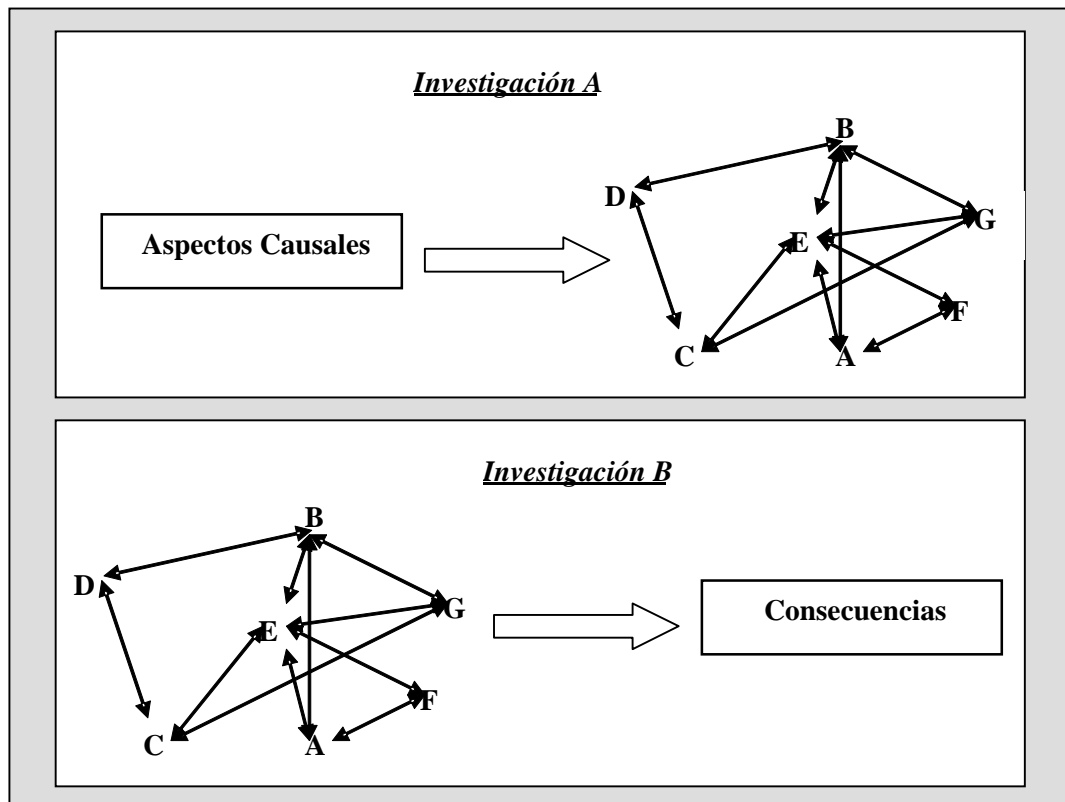 Investigación A
B
D
G
Aspectos Causales
E
F
C
A
Investigación B
B
D
G
E
Consecuencias
F
C
A